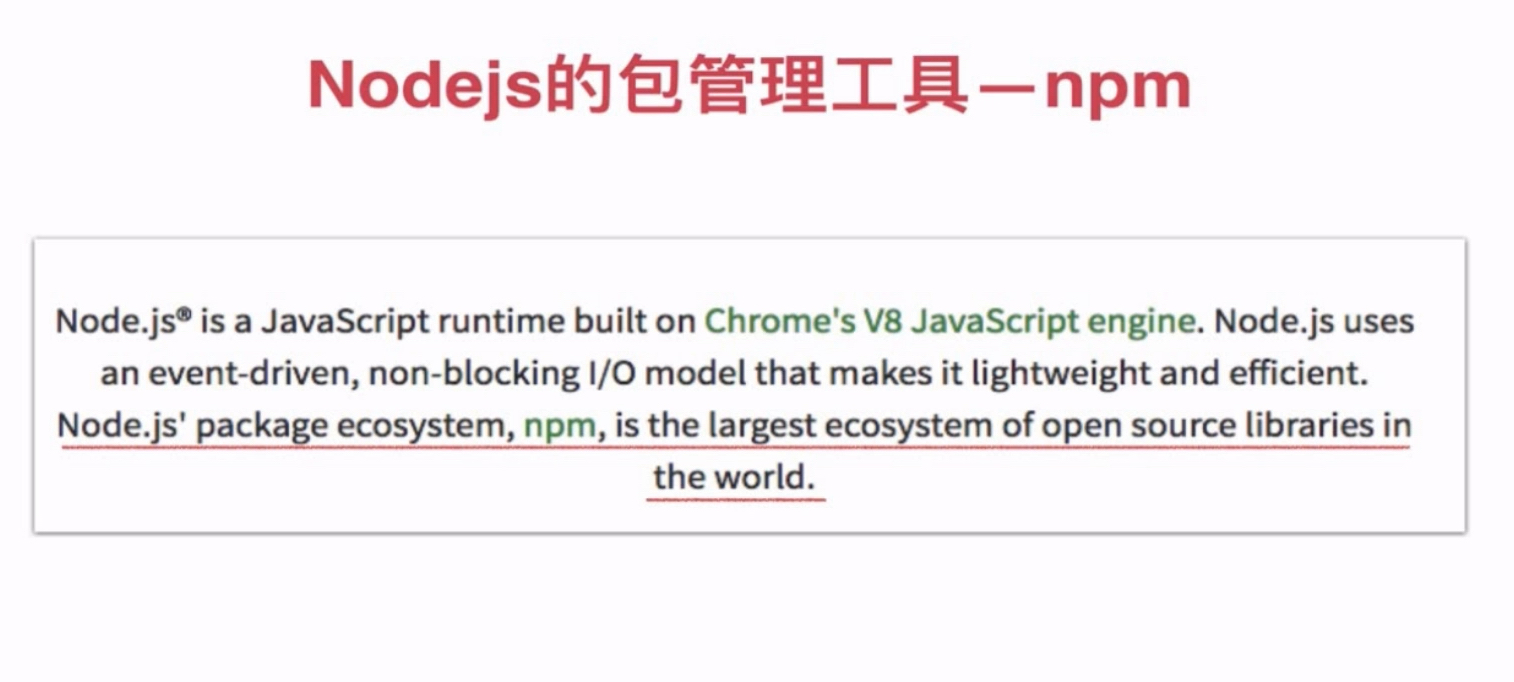 Nodejs的包管理工具—npm
Node.js® is a JavaScript runtime built on Chrome's V8 JavaScript engine. Node.js uses
an event-driven, non-blocking I/O model that makes it lightweight and efficient.
Node.js' package ecosystem, npm, is the largest ecosystem of open source libraries in
the world.